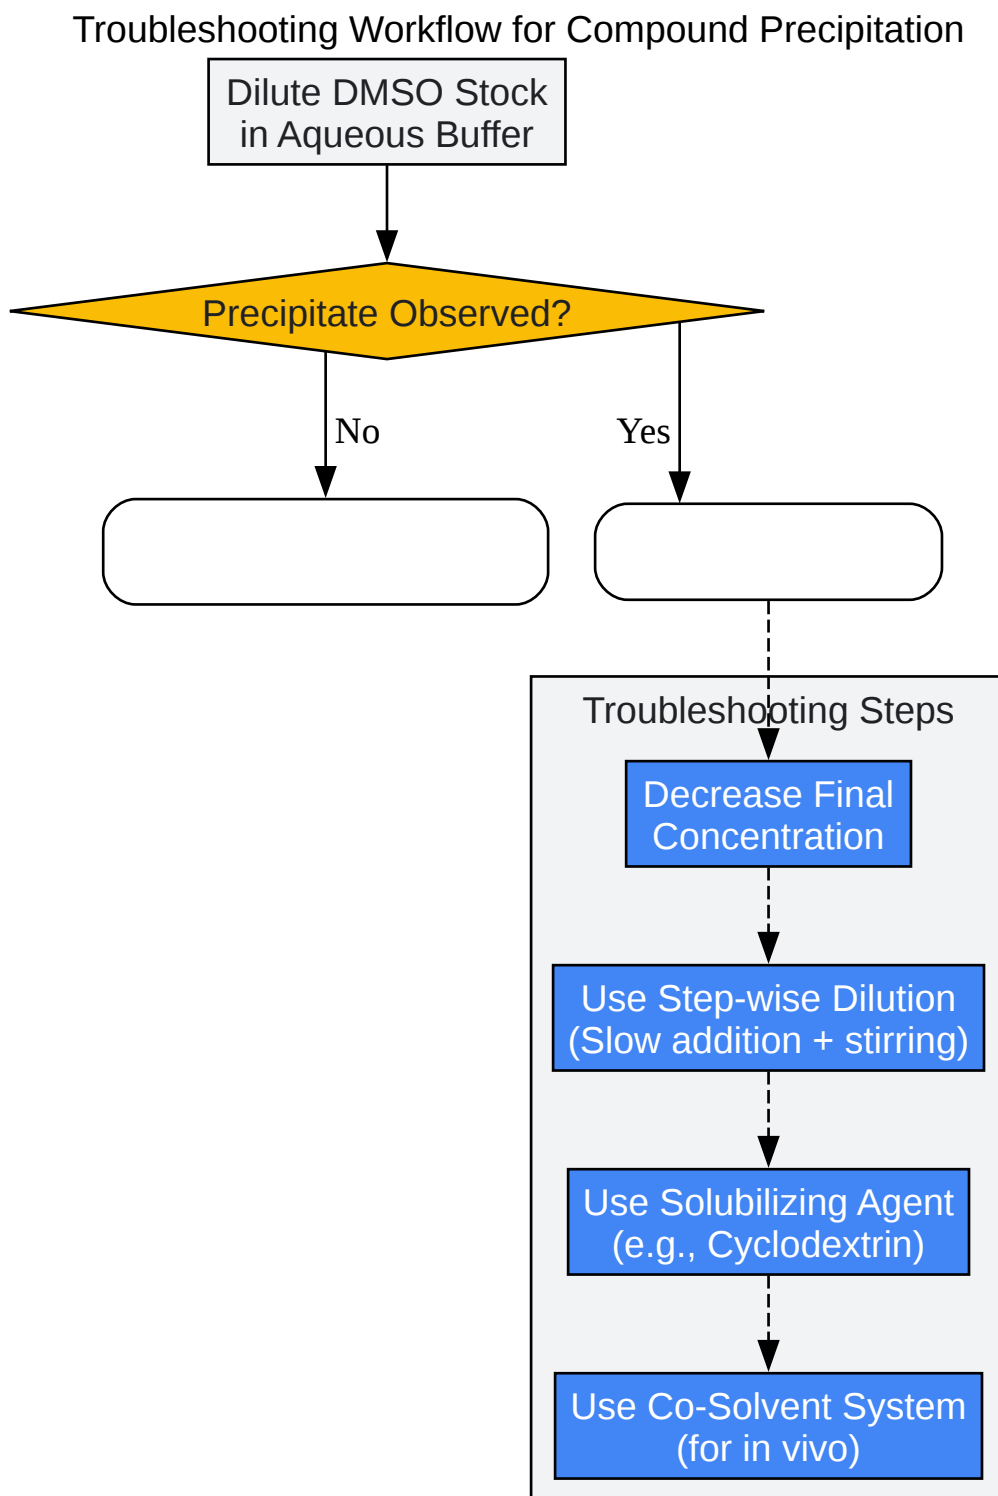 Troubleshooting Workflow for Compound Precipitation
Dilute DMSO Stock
in Aqueous Buffer
Precipitate Observed?
No
Yes
Troubleshooting Steps
Decrease Final
Concentration
Use Step-wise Dilution
(Slow addition + stirring)
Use Solubilizing Agent
(e.g., Cyclodextrin)
Use Co-Solvent System
(for in vivo)